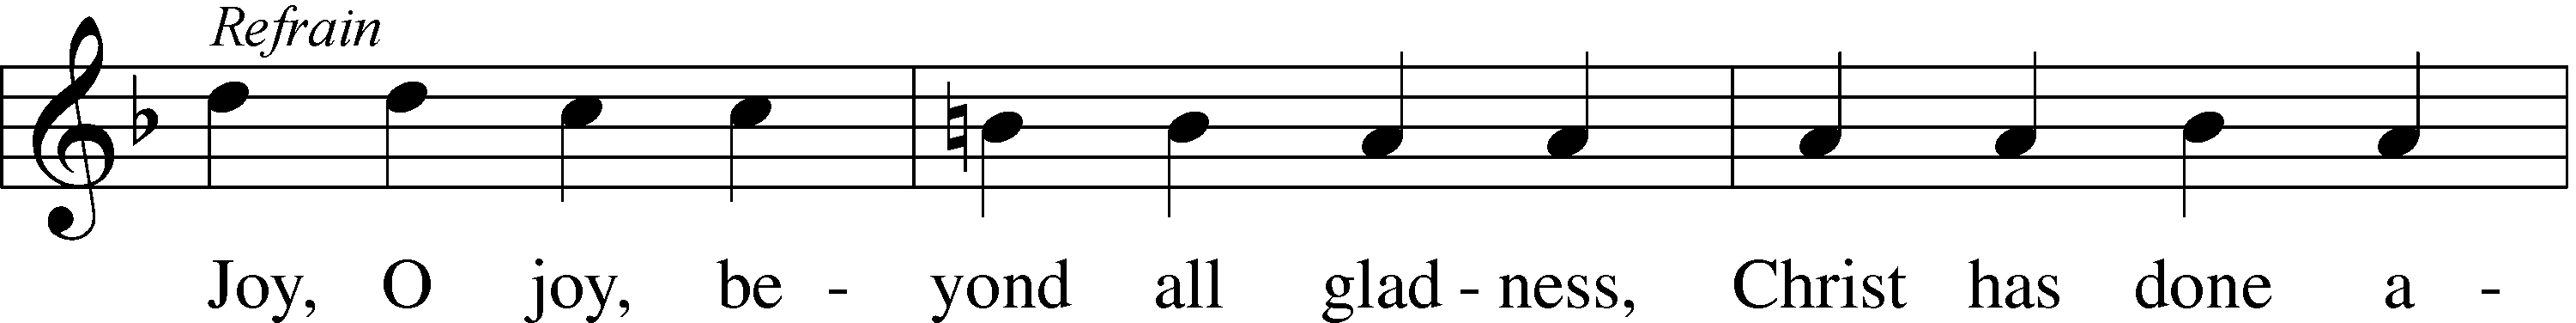 Refrain
Joy, O joy, be - yond all glad - ness, Christ has done a -